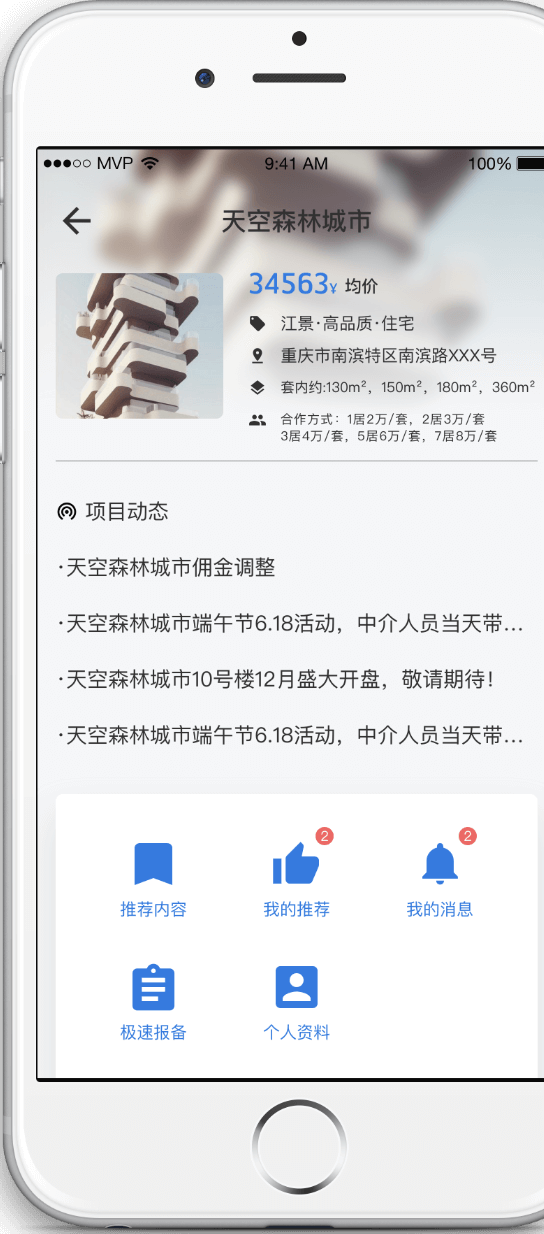 MVP 9:41 AM 100%
天空森林城市
34563¥ 均价
江景·高品质·住宅
重庆市南滨特区南滨路XXX号
套内约:130m²，150m²，180m²，360m²
合作方式：1居2万/套，2居3万/套
3居4万/套，5居6万/套，7居8万/套
项目动态
·天空森林城市佣金调整
·天空森林城市端午节6.18活动，中介人员当天带...
·天空森林城市10号楼12月盛大开盘，敬请期待！
·天空森林城市端午节6.18活动，中介人员当天带...
2 2
推荐内容 我的推荐 我的消息
极速报备 个人资料